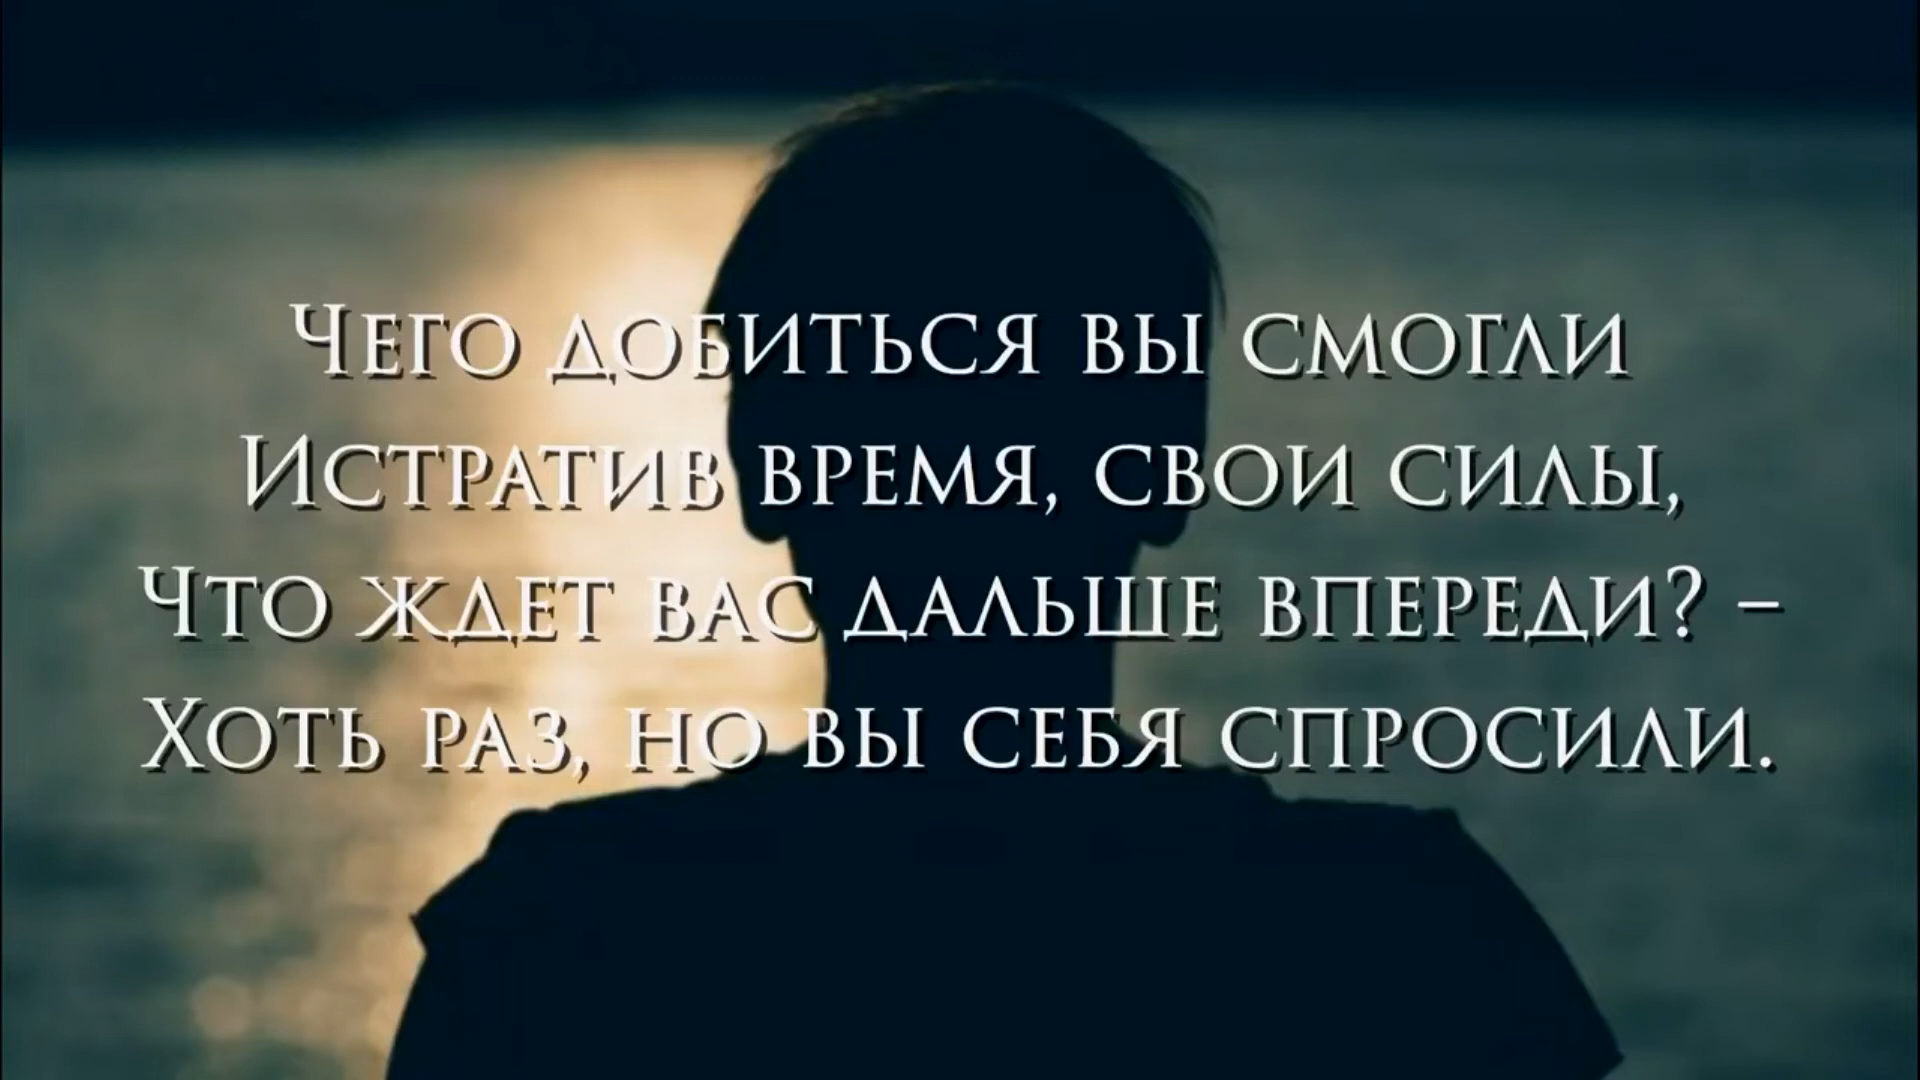 Чего добиться вы смогли
Истратив время, свои силы,
Что ждет вас дальше впереди? –
Хоть раз, но вы себя спросили.